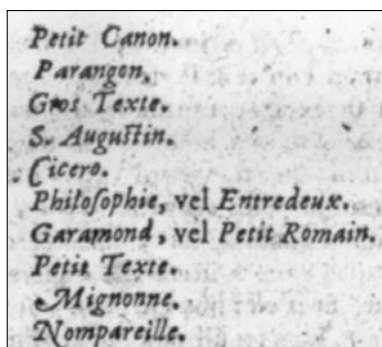 Petit Canon.
Parangon.
Gros Texte.
S. Augustin.
Cicero.
Philoſophie, vel Entredeux.
Garamond, vel Petit Romain.
Petit Texte.
Mignonne.
Nompareille.